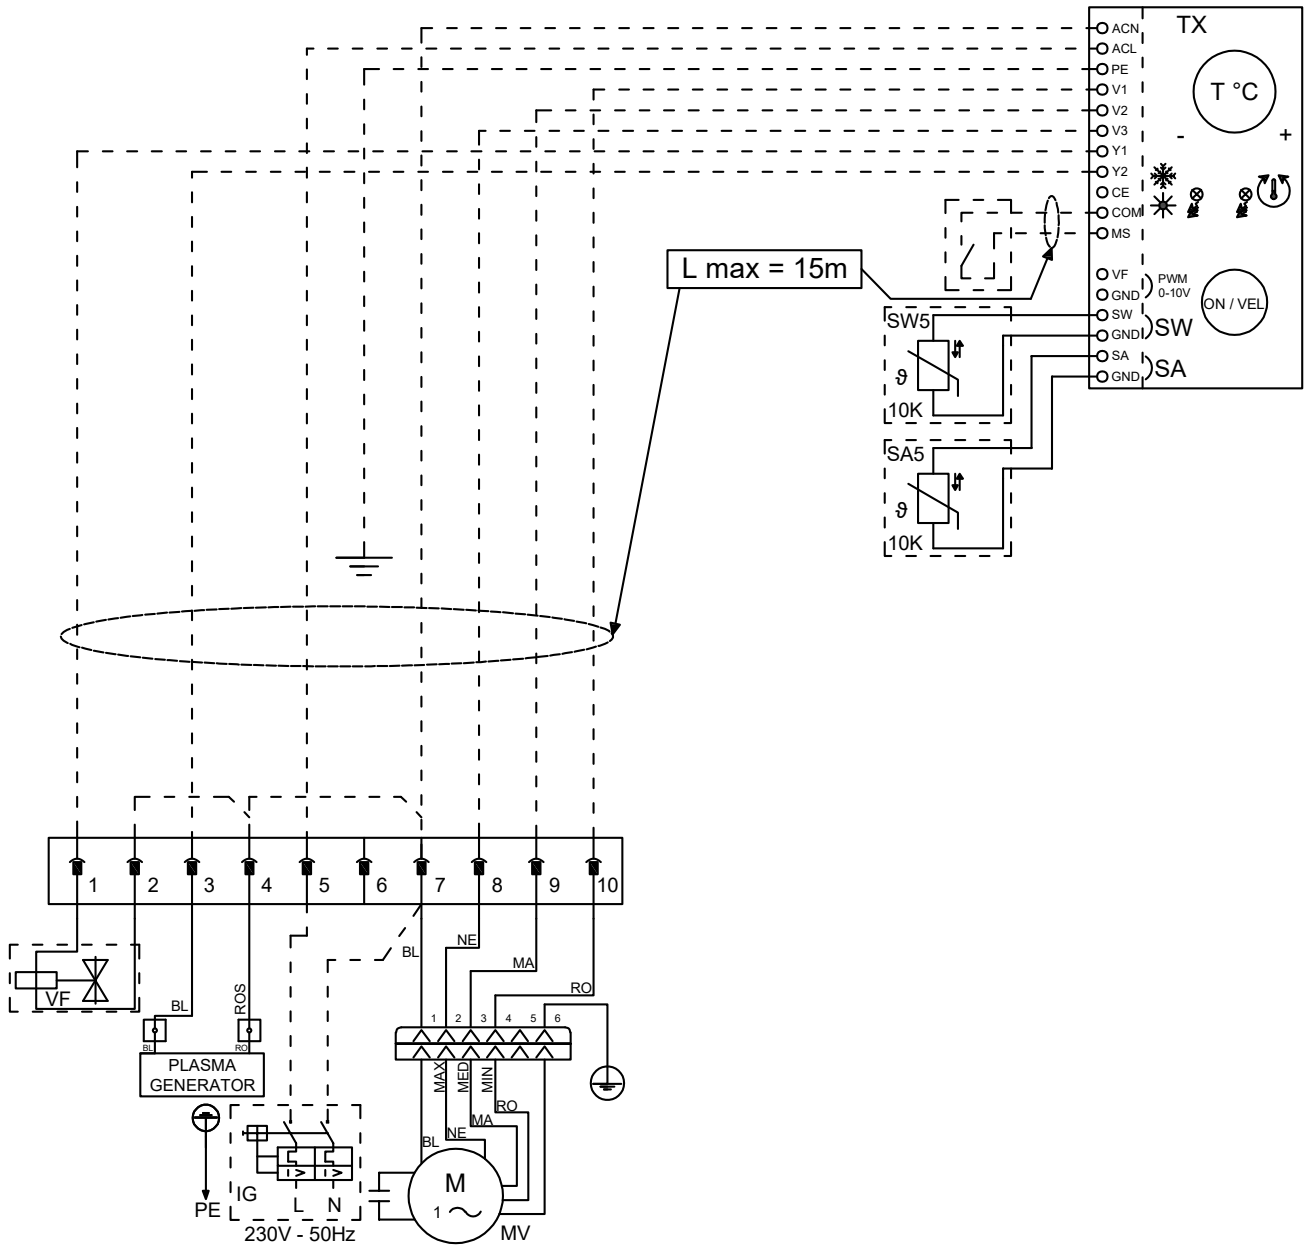 TX
ACN
ACL
PE
V1
V2
V3
Y1
Y2
CE
COM
MS
VF
GND
SW
GND
SA
GND
T °C
- +
PWM
0-10V
SW
SA
ON / VEL
L max = 15m
SW5
ϑ
10K
SA5
ϑ
10K
1 2 3 4 5 6 7 8 9 10
VF
BL
ROS
BL
RO
PLASMA
GENERATOR
PE
IG
I> I>
L N
230V - 50Hz
BL
NE
MA
RO
1 2 3 4 5 6
MAX
MED
MIN
RO
MA
NE
BL
M
1
MV